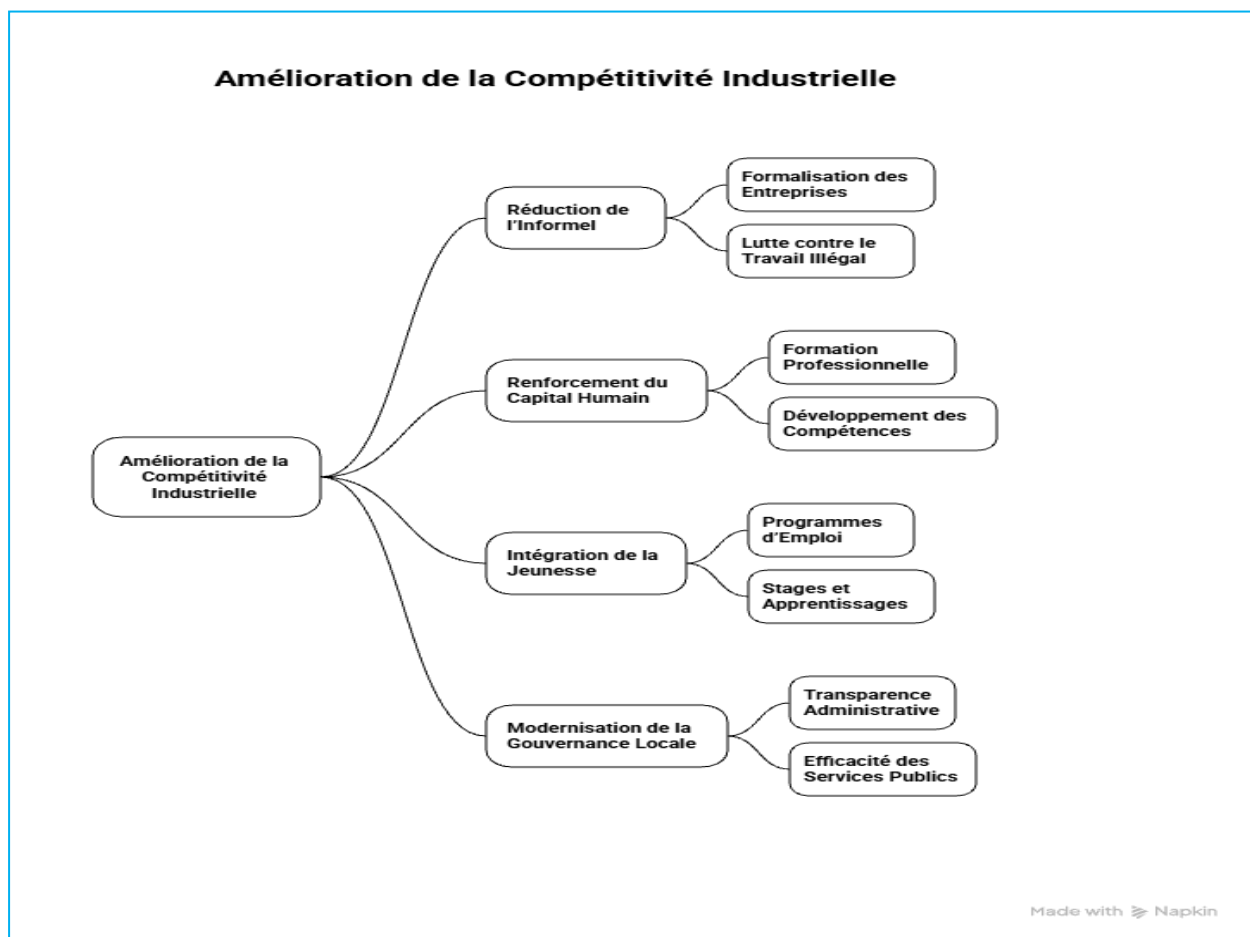 Amélioration de la Compétitivité Industrielle
Amélioration de la
Compétitivité
Industrielle
Réduction de
l'Informel
Formalisation des
Entreprises
Lutte contre le
Travail Illégal
Renforcement du
Capital Humain
Formation
Professionnelle
Développement des
Compétences
Intégration de la
Jeunesse
Programmes
d'Emploi
Stages et
Apprentissages
Modernisation de la
Gouvernance Locale
Transparence
Administrative
Efficacité des
Services Publics
Made with Napkin